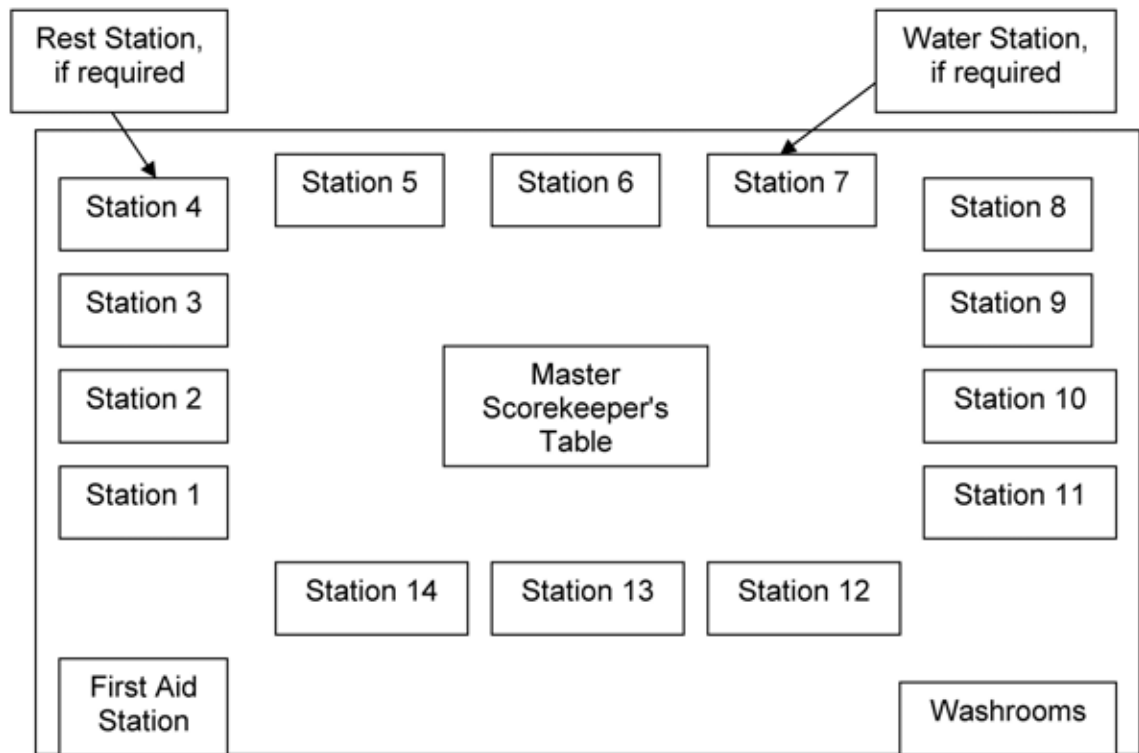 Rest Station,
if required
Water Station,
if required
Station 5
Station 6
Station 7
Station 4
Station 8
Station 3
Station 9
Master
Scorekeeper's
Table
Station 2
Station 10
Station 1
Station 11
Station 14
Station 13
Station 12
First Aid
Station
Washrooms